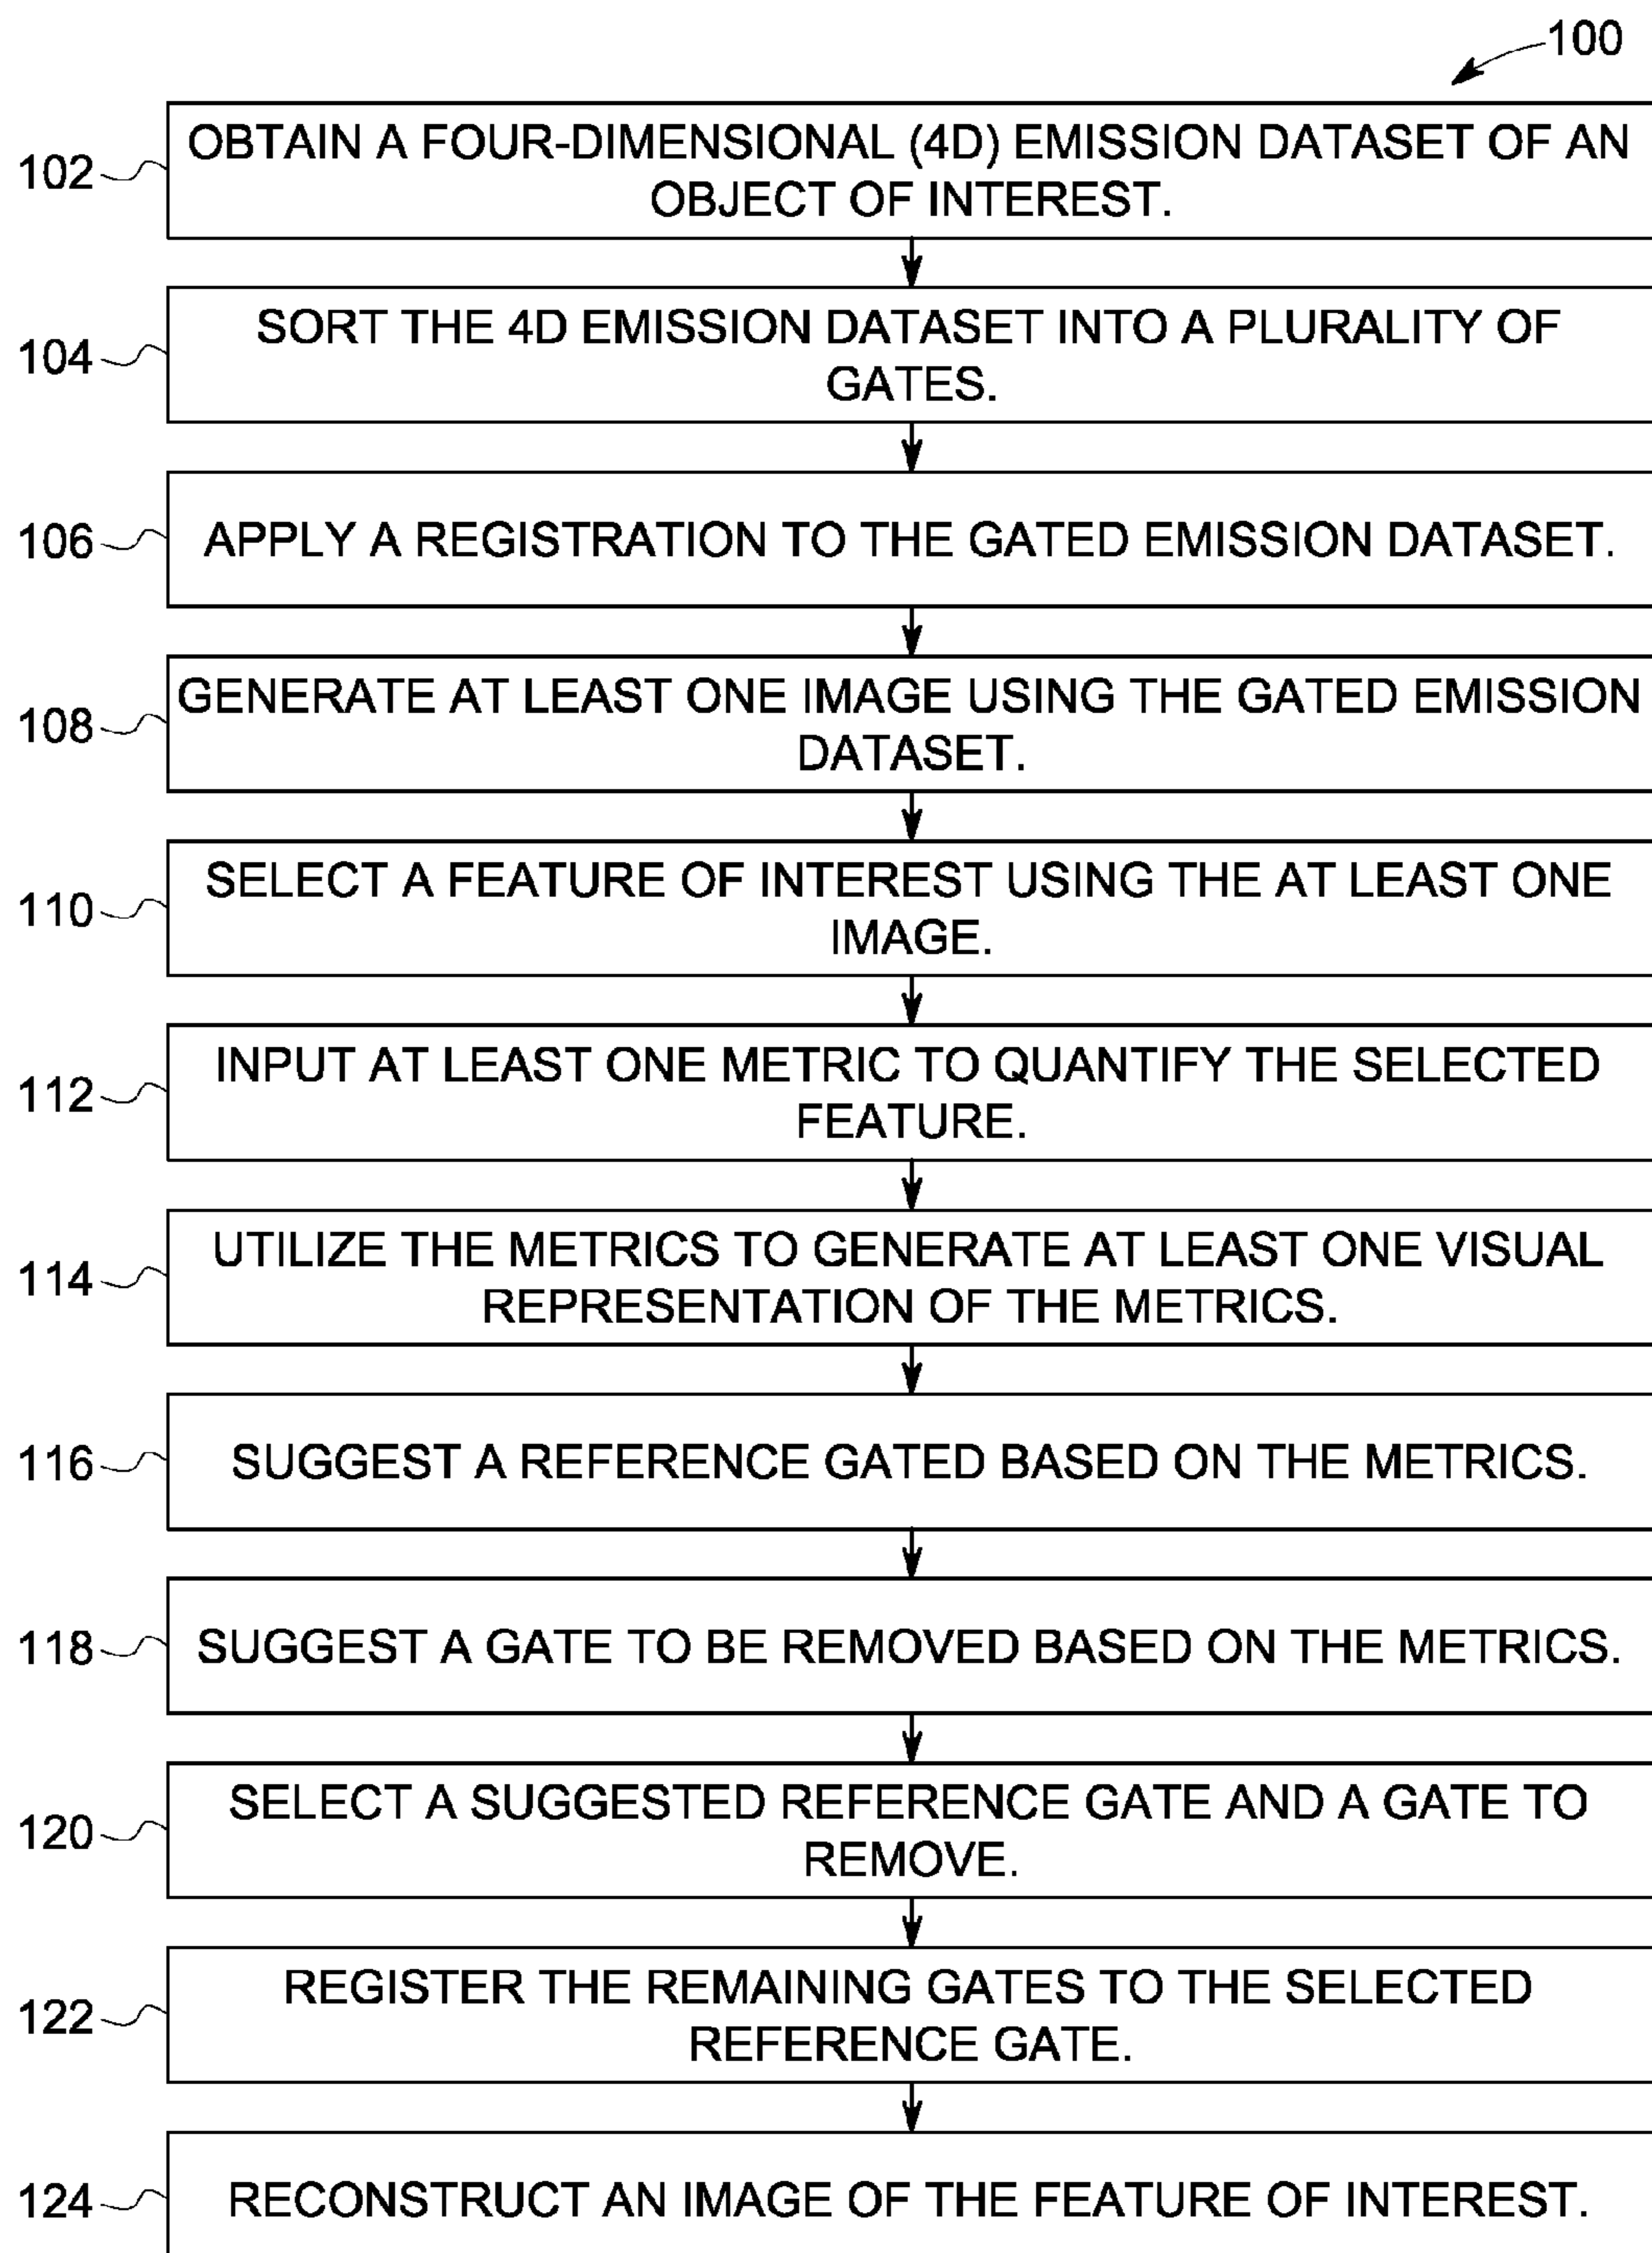 100
102
OBTAIN A FOUR-DIMENSIONAL (4D) EMISSION DATASET OF AN
OBJECT OF INTEREST.
104
SORT THE 4D EMISSION DATASET INTO A PLURALITY OF
GATES.
106
APPLY A REGISTRATION TO THE GATED EMISSION DATASET.
108
GENERATE AT LEAST ONE IMAGE USING THE GATED EMISSION
DATASET.
110
SELECT A FEATURE OF INTEREST USING THE AT LEAST ONE
IMAGE.
112
INPUT AT LEAST ONE METRIC TO QUANTIFY THE SELECTED
FEATURE.
114
UTILIZE THE METRICS TO GENERATE AT LEAST ONE VISUAL
REPRESENTATION OF THE METRICS.
116
SUGGEST A REFERENCE GATED BASED ON THE METRICS.
118
SUGGEST A GATE TO BE REMOVED BASED ON THE METRICS.
120
SELECT A SUGGESTED REFERENCE GATE AND A GATE TO
REMOVE.
122
REGISTER THE REMAINING GATES TO THE SELECTED
REFERENCE GATE.
124
RECONSTRUCT AN IMAGE OF THE FEATURE OF INTEREST.